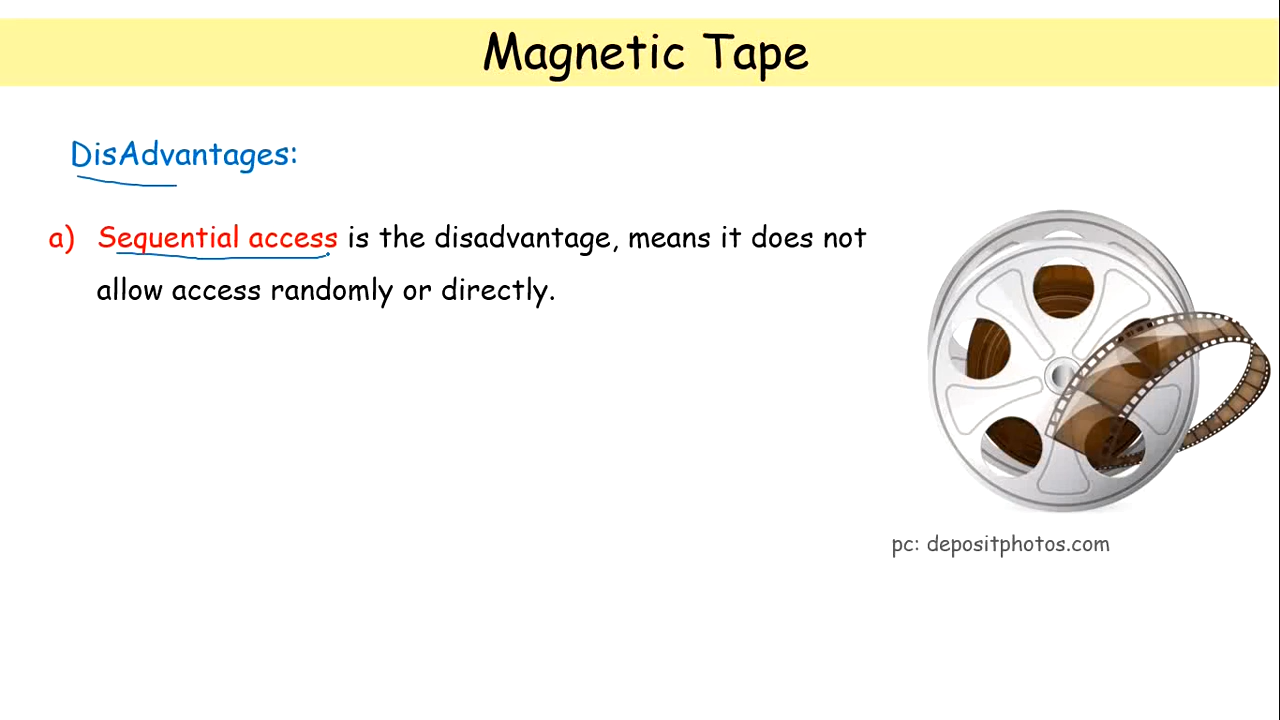 Magnetic Tape
DisAdvantages:
a) Sequential access is the disadvantage, means it does not
allow access randomly or directly.
pc: depositphotos.com